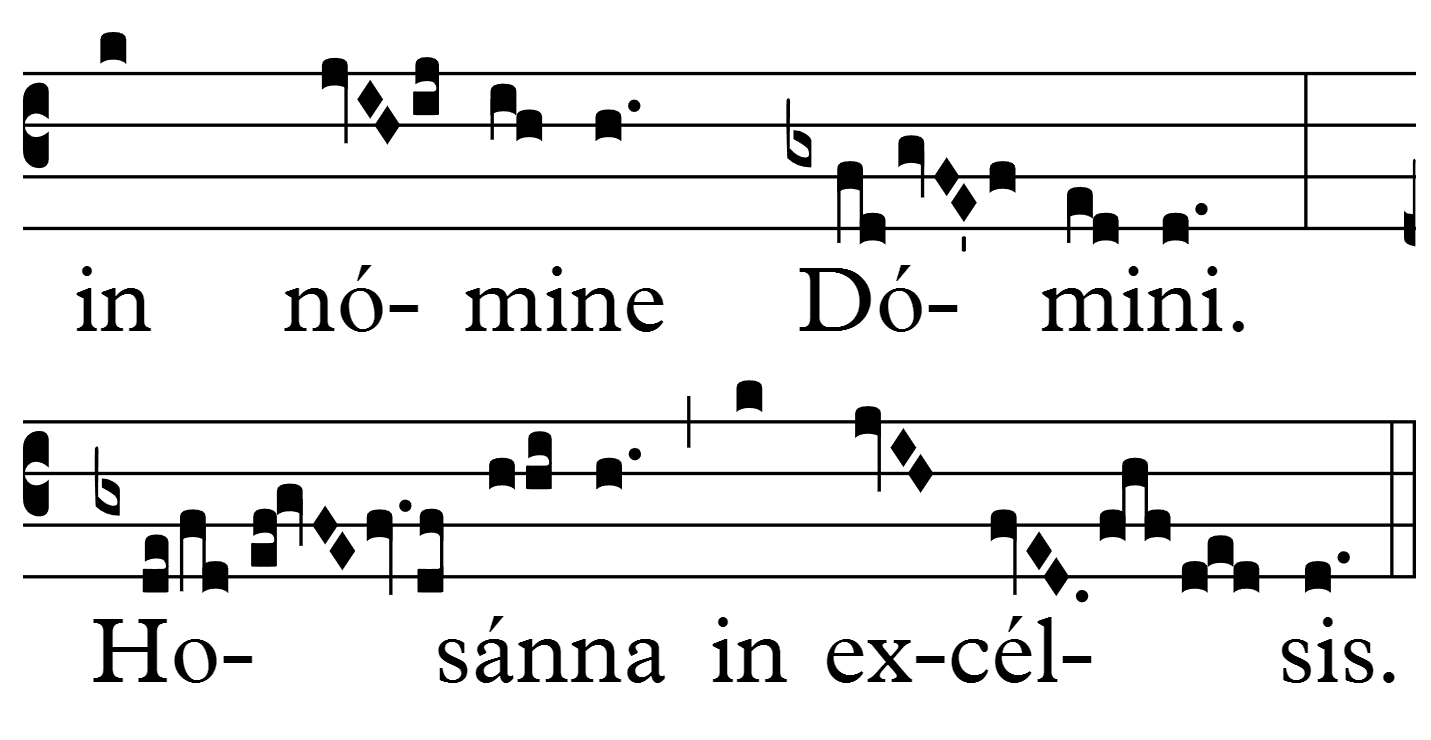 in nó- mine Dó- mini.
Ho- sánna in ex-cél- sis.